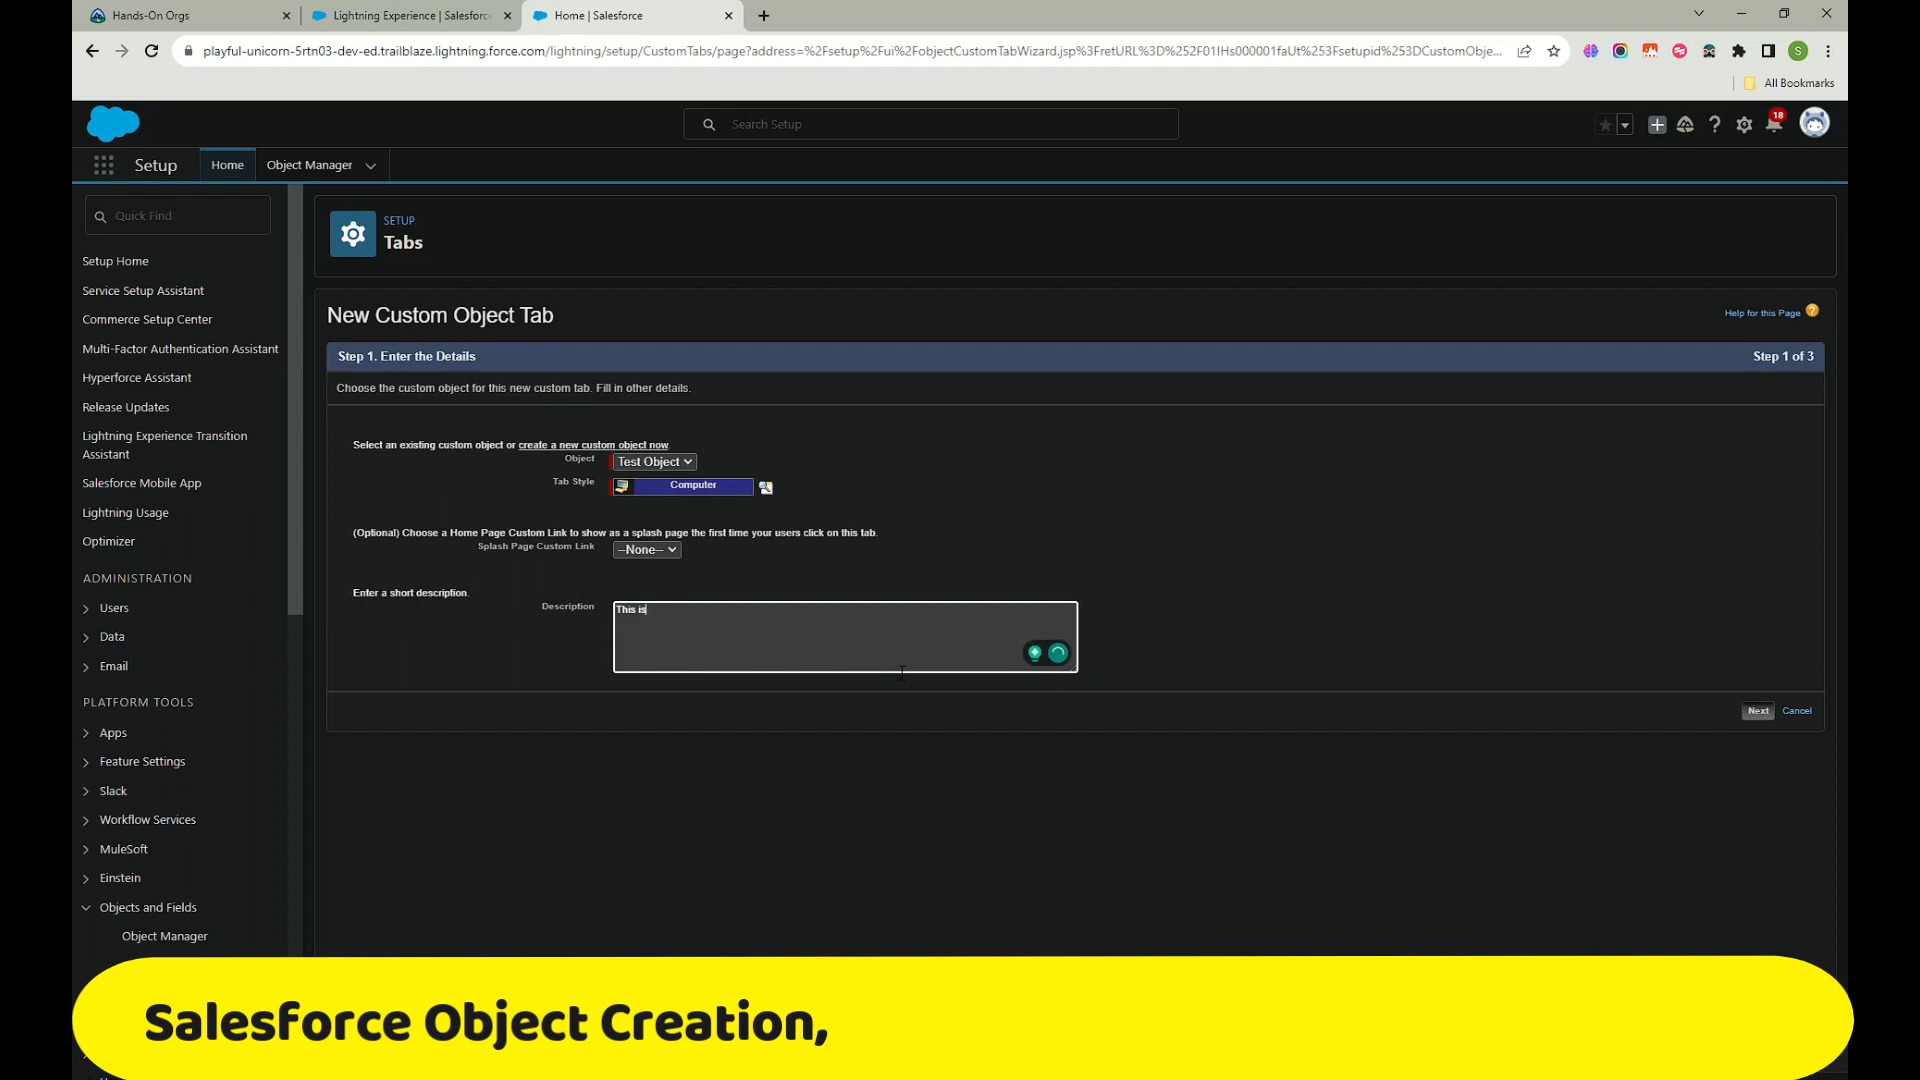 Hands-On Orgs
Lightning Experience | Salesforce
Home | Salesforce
playful-unicorn-5rtn03-dev-ed.trailblaze.lightning.force.com/lightning/setup/CustomTabs/page?address=%2Fsetup%2Fui%2FobjectCustomTabWizard.jsp%3FretURL%3D%252F01IHs000001faUt%253Fsetupid%253DCustomObje...
S
All Bookmarks
Search Setup
18
Setup
Home
Object Manager
Quick Find
SETUP
Tabs
Setup Home
Service Setup Assistant
Commerce Setup Center
Multi-Factor Authentication Assistant
Hyperforce Assistant
Release Updates
Lightning Experience Transition
Assistant
Salesforce Mobile App
Lightning Usage
Optimizer
ADMINISTRATION
Users
Data
Email
PLATFORM TOOLS
Apps
Feature Settings
Slack
Workflow Services
MuleSoft
Einstein
Objects and Fields
Object Manager
New Custom Object Tab
Help for this Page
Step 1. Enter the Details
Step 1 of 3
Choose the custom object for this new custom tab. Fill in other details.
Select an existing custom object or create a new custom object now.
Object
Test Object
Tab Style
Computer
(Optional) Choose a Home Page Custom Link to show as a splash page the first time your users click on this tab.
Splash Page Custom Link
--None--
Enter a short description.
Description
This is
Next
Cancel
Salesforce Object Creation,